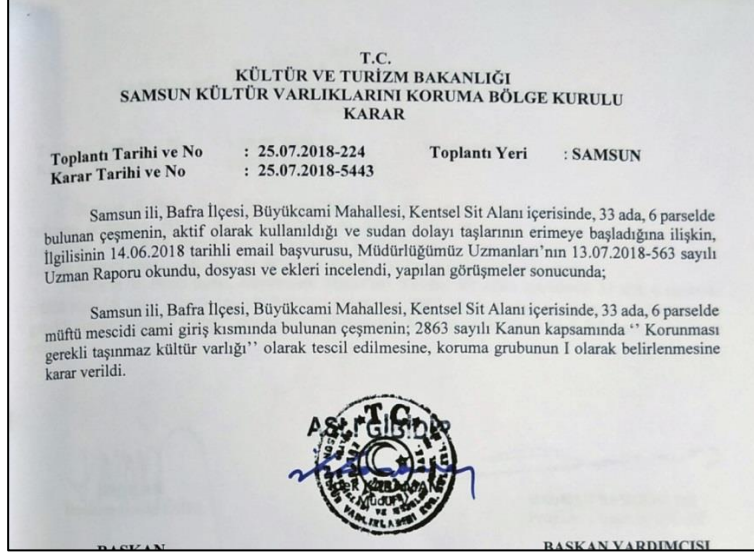 T.C.
KÜLTÜR VE TURİZM BAKANLIĞI
SAMSUN KÜLTÜR VARLIKLARINI KORUMA BÖLGE KURULU
KARAR
Toplantı Tarihi ve No : 25.07.2018-224 Toplantı Yeri : SAMSUN
Karar Tarihi ve No : 25.07.2018-5443
Samsun ili, Bafra İlçesi, Büyükcami Mahallesi, Kentsel Sit Alanı içerisinde, 33 ada, 6 parselde
bulunan çeşmenin, aktif olarak kullanıldığı ve sudan dolayı taşlarının erimeye başladığına ilişkin,
İlgilisinin 14.06.2018 tarihli email başvurusu, Müdürlüğümüz Uzmanları’nın 13.07.2018-563 sayılı
Uzman Raporu okundu, dosyası ve ekleri incelendi, yapılan görüşmeler sonucunda;
Samsun ili, Bafra İlçesi, Büyükcami Mahallesi, Kentsel Sit Alanı içerisinde, 33 ada, 6 parselde
müftü mescidi cami giriş kısmında bulunan çeşmenin; 2863 sayılı Kanun kapsamında ‘’ Korunması
gerekli taşınmaz kültür varlığı’’ olarak tescil edilmesine, koruma grubunun I olarak belirlenmesine
karar verildi.
ASLI GİBİDİR
T.C.
BAŞKAN BAŞKAN YARDIMCISI